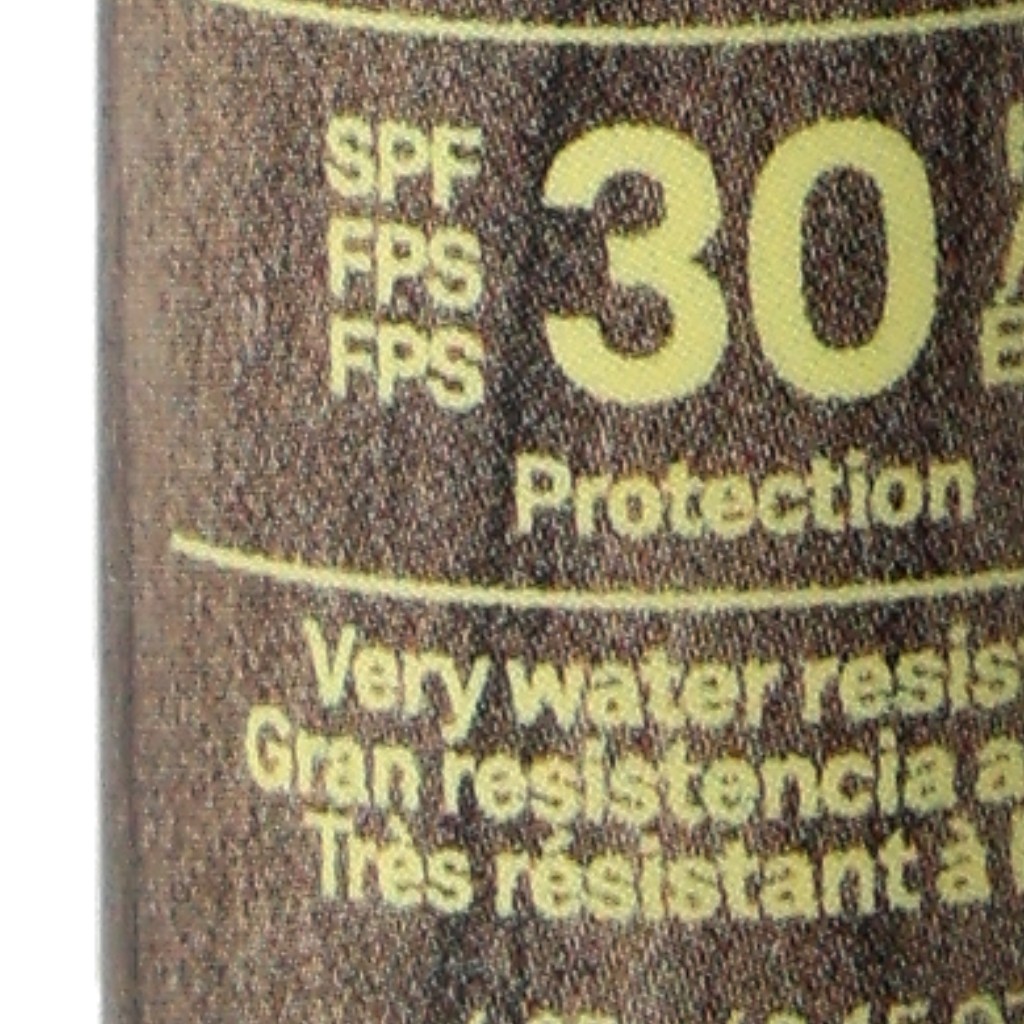 SPF
FPS
FPS
30
Protection
Very water resis
Gran resistencia a
Très résistant à